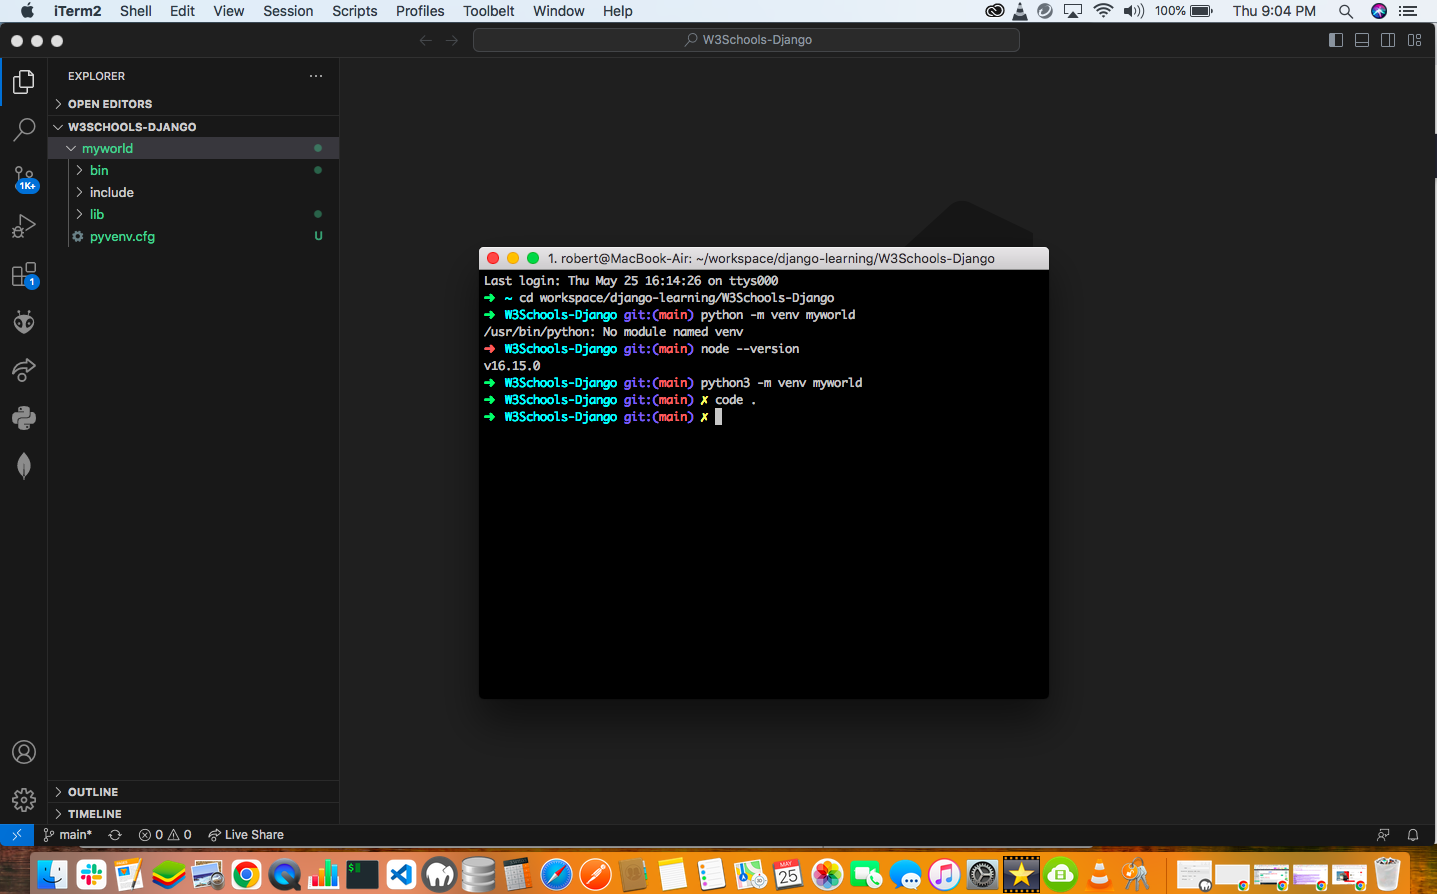 iTerm2 Shell Edit View Session Scripts Profiles Toolbelt Window Help 100% Thu 9:04 PM
W3Schools-Django
EXPLORER
OPEN EDITORS
W3SCHOOLS-DJANGO
myworld
bin
include
lib
pyvenv.cfg U
1K+
1
1. robert@MacBook-Air: ~/workspace/django-learning/W3Schools-Django
Last login: Thu May 25 16:14:26 on ttys000
➜ ~ cd workspace/django-learning/W3Schools-Django
➜ W3Schools-Django git:(main) python -m venv myworld
/usr/bin/python: No module named venv
➜ W3Schools-Django git:(main) node --version
v16.15.0
➜ W3Schools-Django git:(main) python3 -m venv myworld
➜ W3Schools-Django git:(main) ✗ code .
➜ W3Schools-Django git:(main) ✗
OUTLINE
TIMELINE
main* 0 0 Live Share
MAY
25